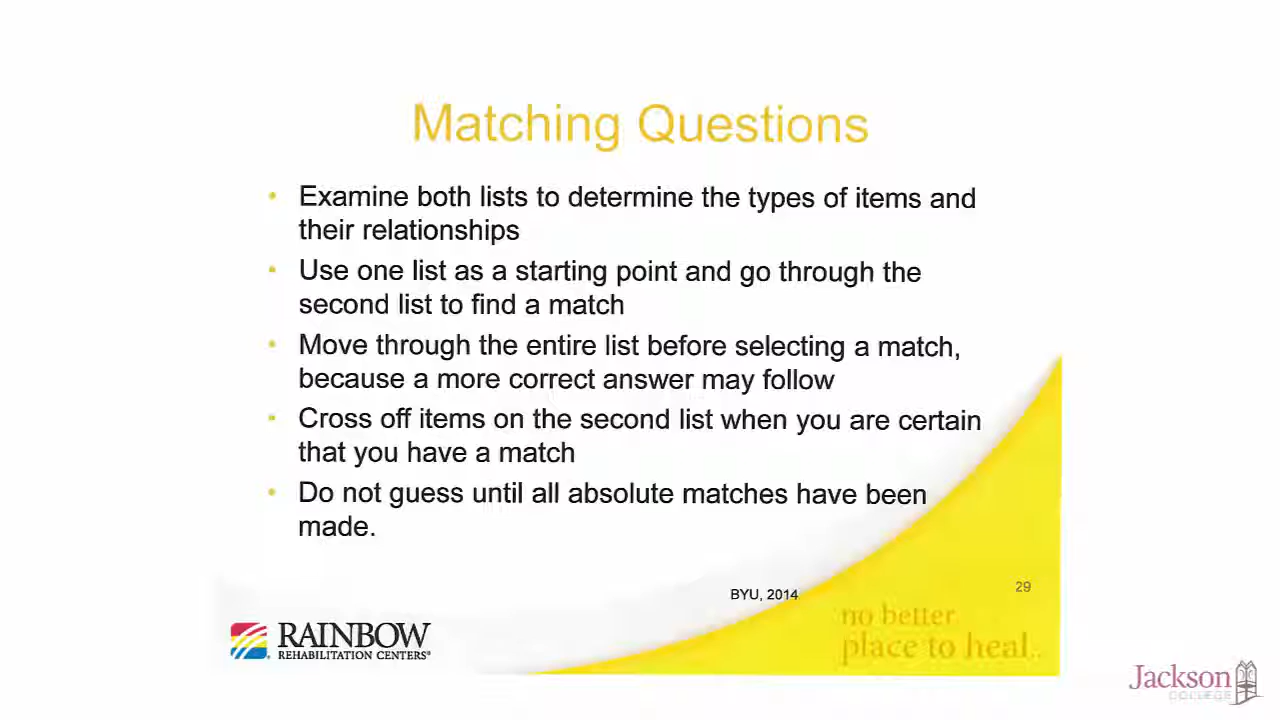 Matching Questions
• Examine both lists to determine the types of items and
their relationships
• Use one list as a starting point and go through the
second list to find a match
• Move through the entire list before selecting a match,
because a more correct answer may follow
• Cross off items on the second list when you are certain
that you have a match
• Do not guess until all absolute matches have been
made.
BYU, 2014
29
no better
place to heal..
RAINBOW
REHABILITATION CENTERS®
Jackson
COLLEGE